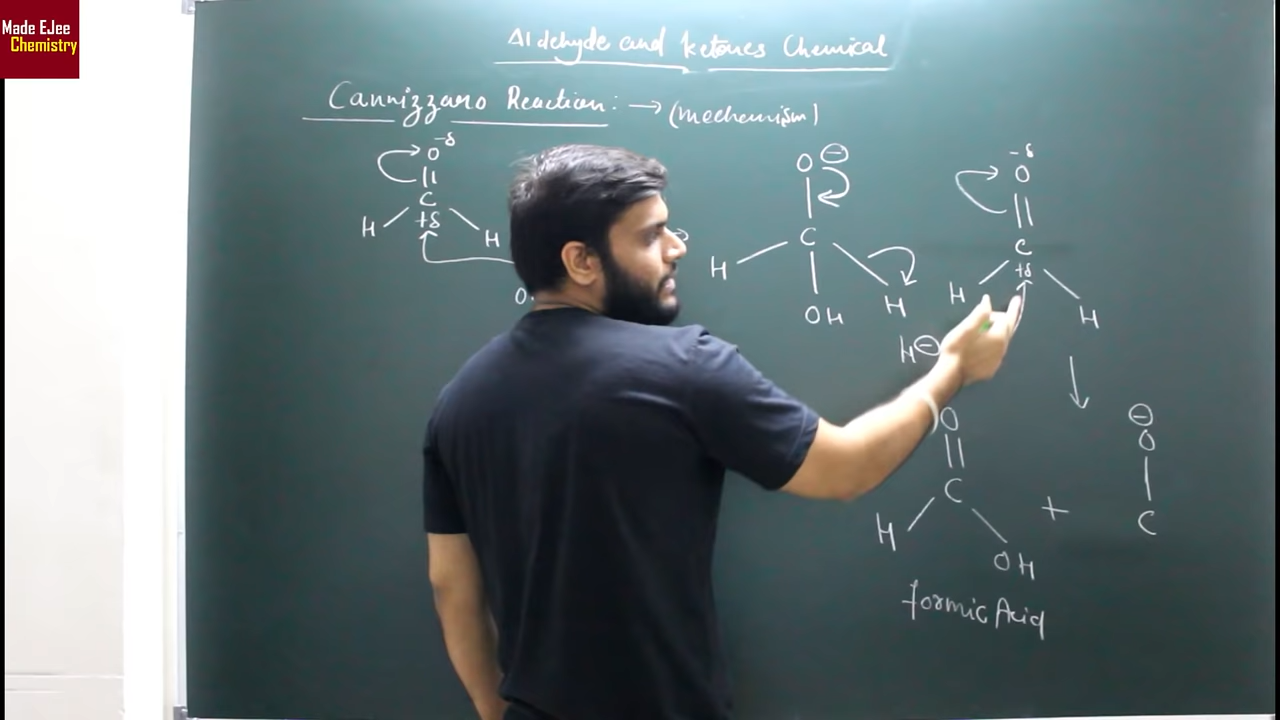 Made EJee
Chemistry
Aldehyde and ketones Chemical
Cannizzaro Reaction: → (mechanism)
-δ
O
C
+δ
H H
O
O ⊖
C
H H
OH
H⊖
-δ
O
C
+δ
H H
O
C
H OH
formic Acid
+
⊖
O
C